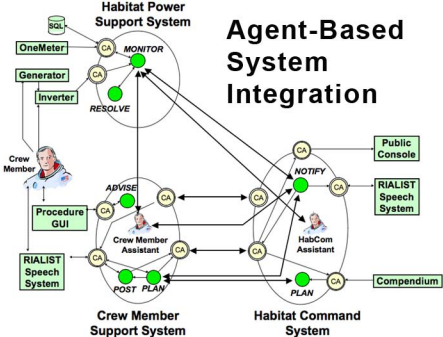 Habitat Power
Support System
Agent-Based
System
Integration
SQL
OneMeter
CA
MONITOR
Generator
CA
Inverter
RESOLVE
Crew
Member
CA
Public
Console
NOTIFY
ADVISE
CA
RIALIST
Speech
System
CA
CA
Procedure
GUI
CA
Crew Member
Assistant
HabCom
Assistant
RIALIST
Speech
System
CA
CA
CA
POST
PLAN
PLAN
CA
Compendium
Crew Member
Support System
Habitat Command
System